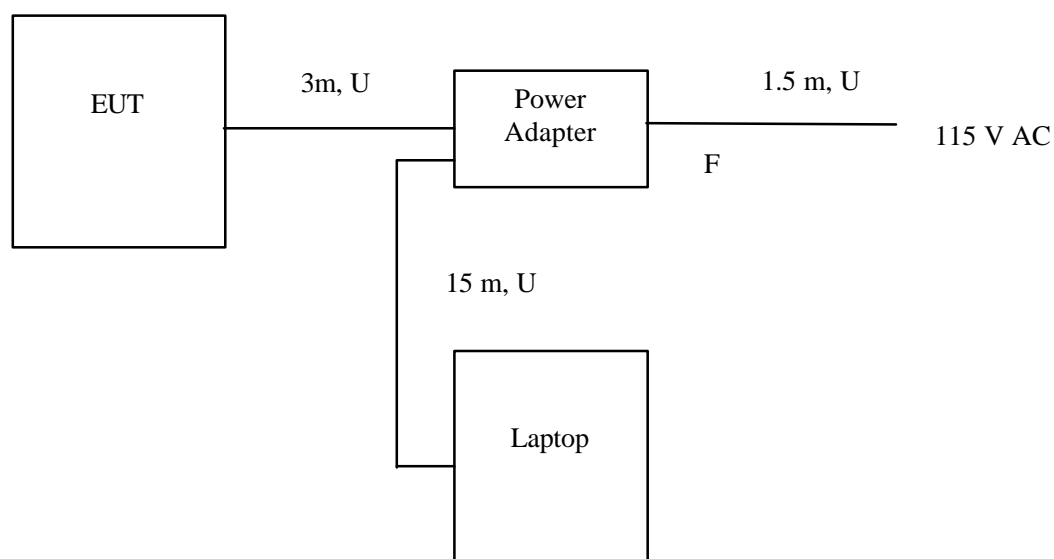 EUT
3m, U
Power
Adapter
1.5 m, U
115 V AC
F
15 m, U
Laptop